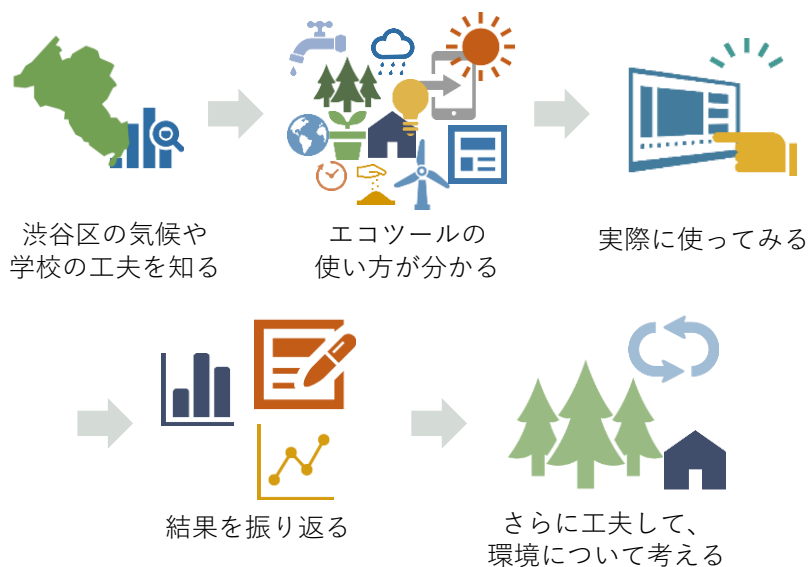 渋谷区の気候や
学校の工夫を知る
エコツールの
使い方が分かる
実際に使ってみる
結果を振り返る
さらに工夫して、
環境について考える